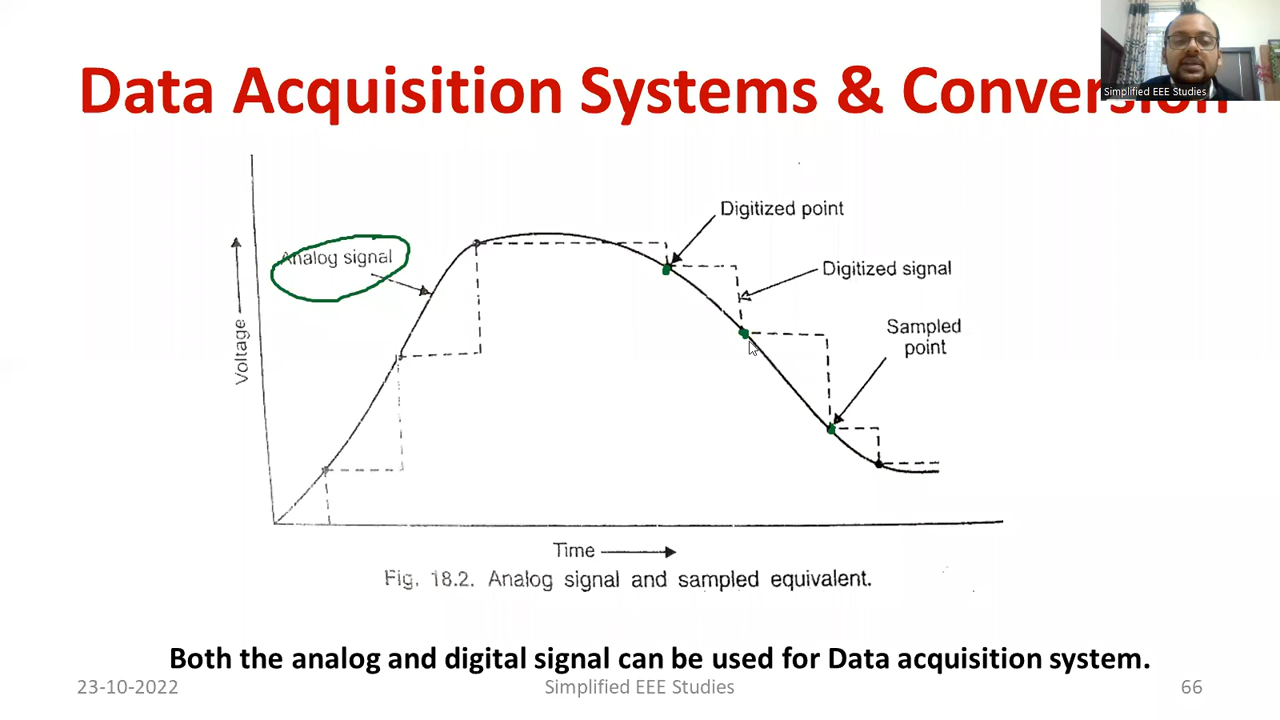 Data Acquisition Systems & Conversion
Simplified EEE Studies
Digitized point
Analog signal
Digitized signal
Sampled
point
Voltage
Time
Fig. 18.2. Analog signal and sampled equivalent.
Both the analog and digital signal can be used for Data acquisition system.
23-10-2022
Simplified EEE Studies
66